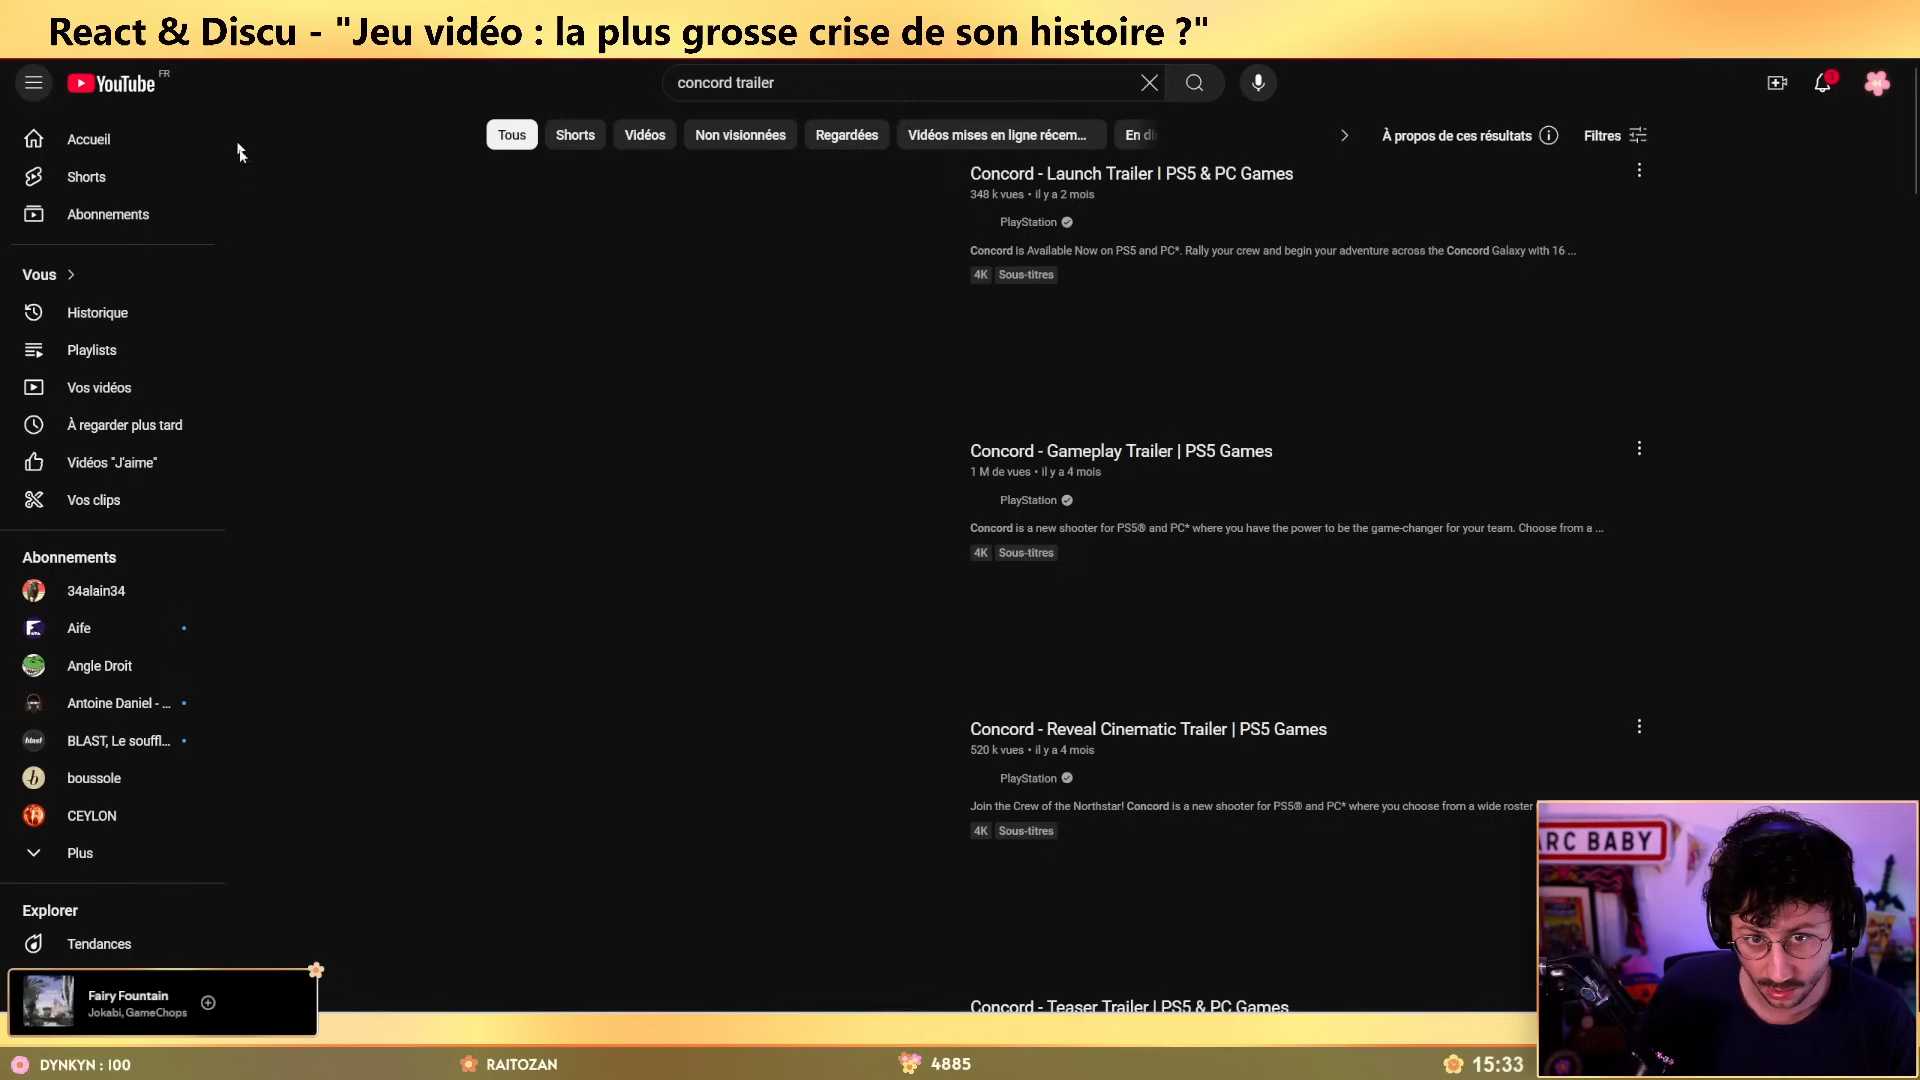 React & Discu - "Jeu vidéo : la plus grosse crise de son histoire ?"
YouTube FR
concord trailer
1
Accueil
Shorts
Abonnements
Vous
Historique
Playlists
Vos vidéos
À regarder plus tard
Vidéos "J'aime"
Vos clips
Abonnements
34alain34
Aife
Angle Droit
Antoine Daniel - ...
BLAST, Le souffl...
boussole
CEYLON
Plus
Explorer
Tendances
Tous Shorts Vidéos Non visionnées Regardées Vidéos mises en ligne récem... En di
À propos de ces résultats Filtres
Concord - Launch Trailer I PS5 & PC Games
348 k vues • il y a 2 mois
PlayStation
Concord is Available Now on PS5 and PC*. Rally your crew and begin your adventure across the Concord Galaxy with 16 ...
4K Sous-titres
Concord - Gameplay Trailer | PS5 Games
1 M de vues • il y a 4 mois
PlayStation
Concord is a new shooter for PS5® and PC* where you have the power to be the game-changer for your team. Choose from a ...
4K Sous-titres
Concord - Reveal Cinematic Trailer | PS5 Games
520 k vues • il y a 4 mois
PlayStation
Join the Crew of the Northstar! Concord is a new shooter for PS5® and PC* where you choose from a wide roster
4K Sous-titres
Concord - Teaser Trailer | PS5 & PC Games
ARC BABY
Fairy Fountain
Jokabi, GameChops
DYNKYN : 100
RAITOZAN
4885
15:33